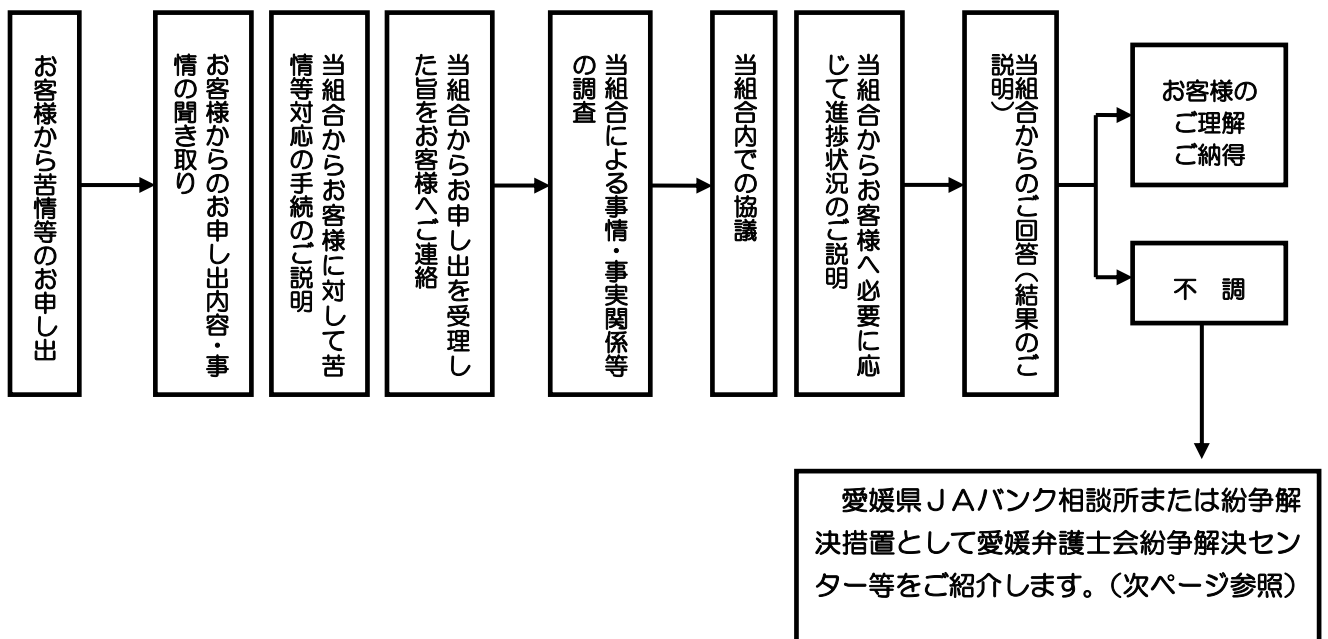 お客様から苦情等のお申し出
お客様からのお申し出内容・事
情の聞き取り
当組合からお客様に対して苦
情等対応の手続のご説明
当組合からお申し出を受理し
た旨をお客様へご連絡
当組合による事情・事実関係等
の調査
当組合内での協議
当組合からお客様へ必要に応
じて進捗状況のご説明
当組合からのご回答（結果のご
説明）
お客様の
ご理解
ご納得
不　調
愛媛県ＪＡバンク相談所または紛争解
決措置として愛媛弁護士会紛争解決セン
ター等をご紹介します。（次ページ参照）